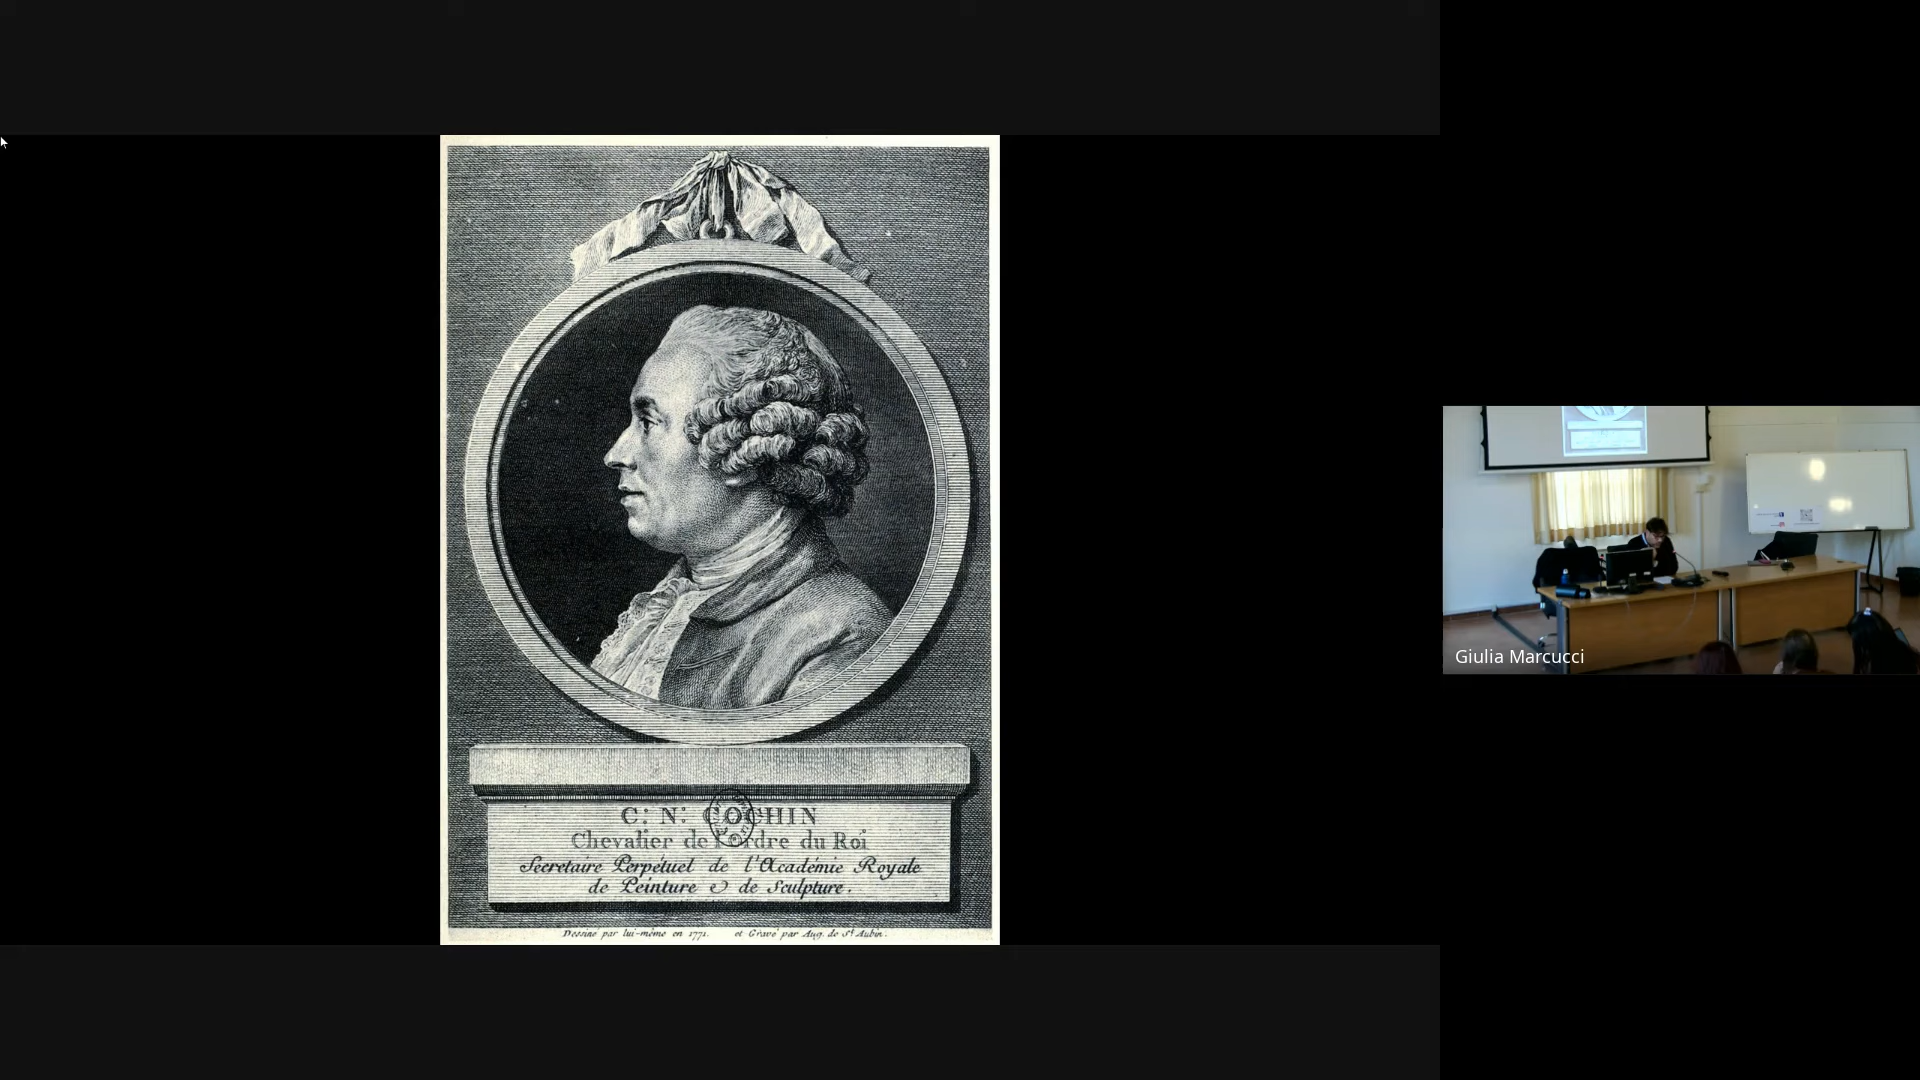 C: N: COCHIN
Chevalier de l'Ordre du Roi
Secretaire Perpétuel de l'Académie Royale
de Peinture & de Sculpture.
Dessiné par lui-même en 1771. et Gravé par Aug. de St. Aubin.
Giulia Marcucci